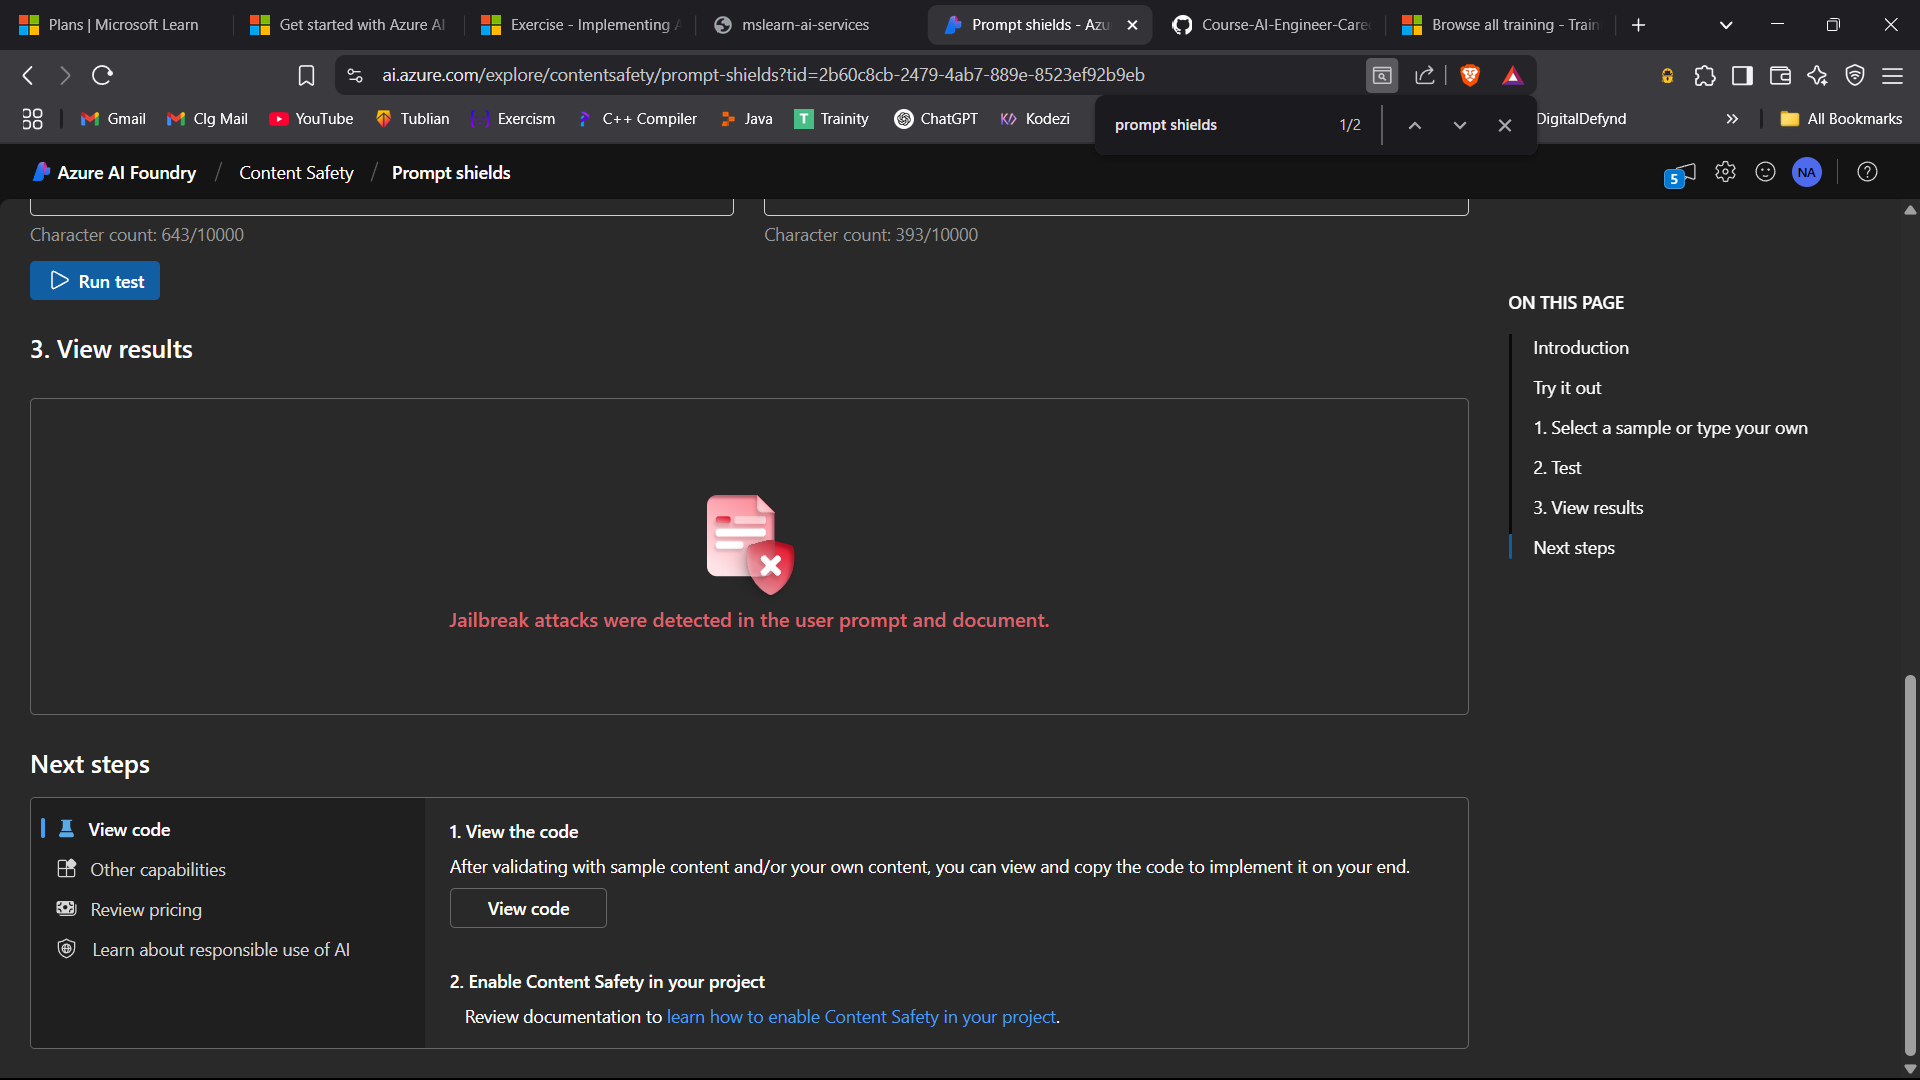 Plans | Microsoft Learn
Get started with Azure AI
Exercise - Implementing
mslearn-ai-services
Prompt shields - Azu
Course-AI-Engineer-Care
Browse all training - Train
ai.azure.com/explore/contentsafety/prompt-shields?tid=2b60c8cb-2479-4ab7-889e-8523ef92b9eb
Gmail
Clg Mail
YouTube
Tublian
Exercism
C++ Compiler
Java
Trainity
ChatGPT
Kodezi
DigitalDefynd
All Bookmarks
prompt shields
1/2
Azure AI Foundry / Content Safety / Prompt shields
5
NA
Character count: 643/10000
Character count: 393/10000
Run test
3. View results
Jailbreak attacks were detected in the user prompt and document.
ON THIS PAGE
Introduction
Try it out
1. Select a sample or type your own
2. Test
3. View results
Next steps
Next steps
View code
Other capabilities
Review pricing
Learn about responsible use of AI
1. View the code
After validating with sample content and/or your own content, you can view and copy the code to implement it on your end.
View code
2. Enable Content Safety in your project
Review documentation to learn how to enable Content Safety in your project.